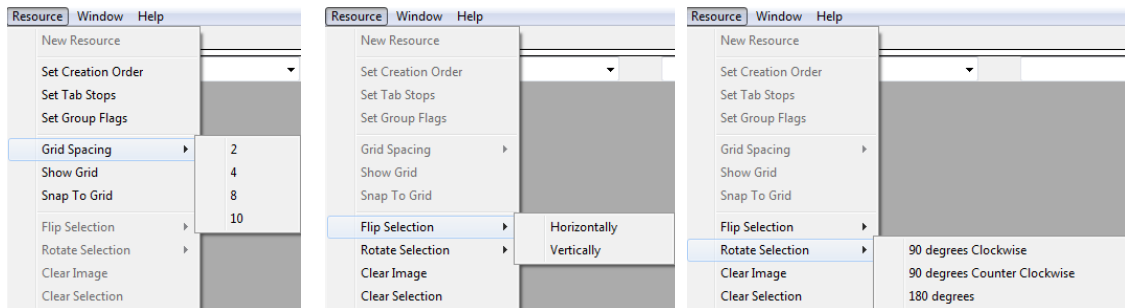 Resource Window Help
New Resource
Set Creation Order
Set Tab Stops
Set Group Flags
Grid Spacing
2
Show Grid
4
Snap To Grid
8
10
Flip Selection
Rotate Selection
Clear Image
Clear Selection
Resource Window Help
New Resource
Set Creation Order
Set Tab Stops
Set Group Flags
Grid Spacing
Show Grid
Snap To Grid
Flip Selection
Horizontally
Rotate Selection
Vertically
Clear Image
Clear Selection
Resource Window Help
New Resource
Set Creation Order
Set Tab Stops
Set Group Flags
Grid Spacing
Show Grid
Snap To Grid
Flip Selection
Rotate Selection
90 degrees Clockwise
Clear Image
90 degrees Counter Clockwise
Clear Selection
180 degrees